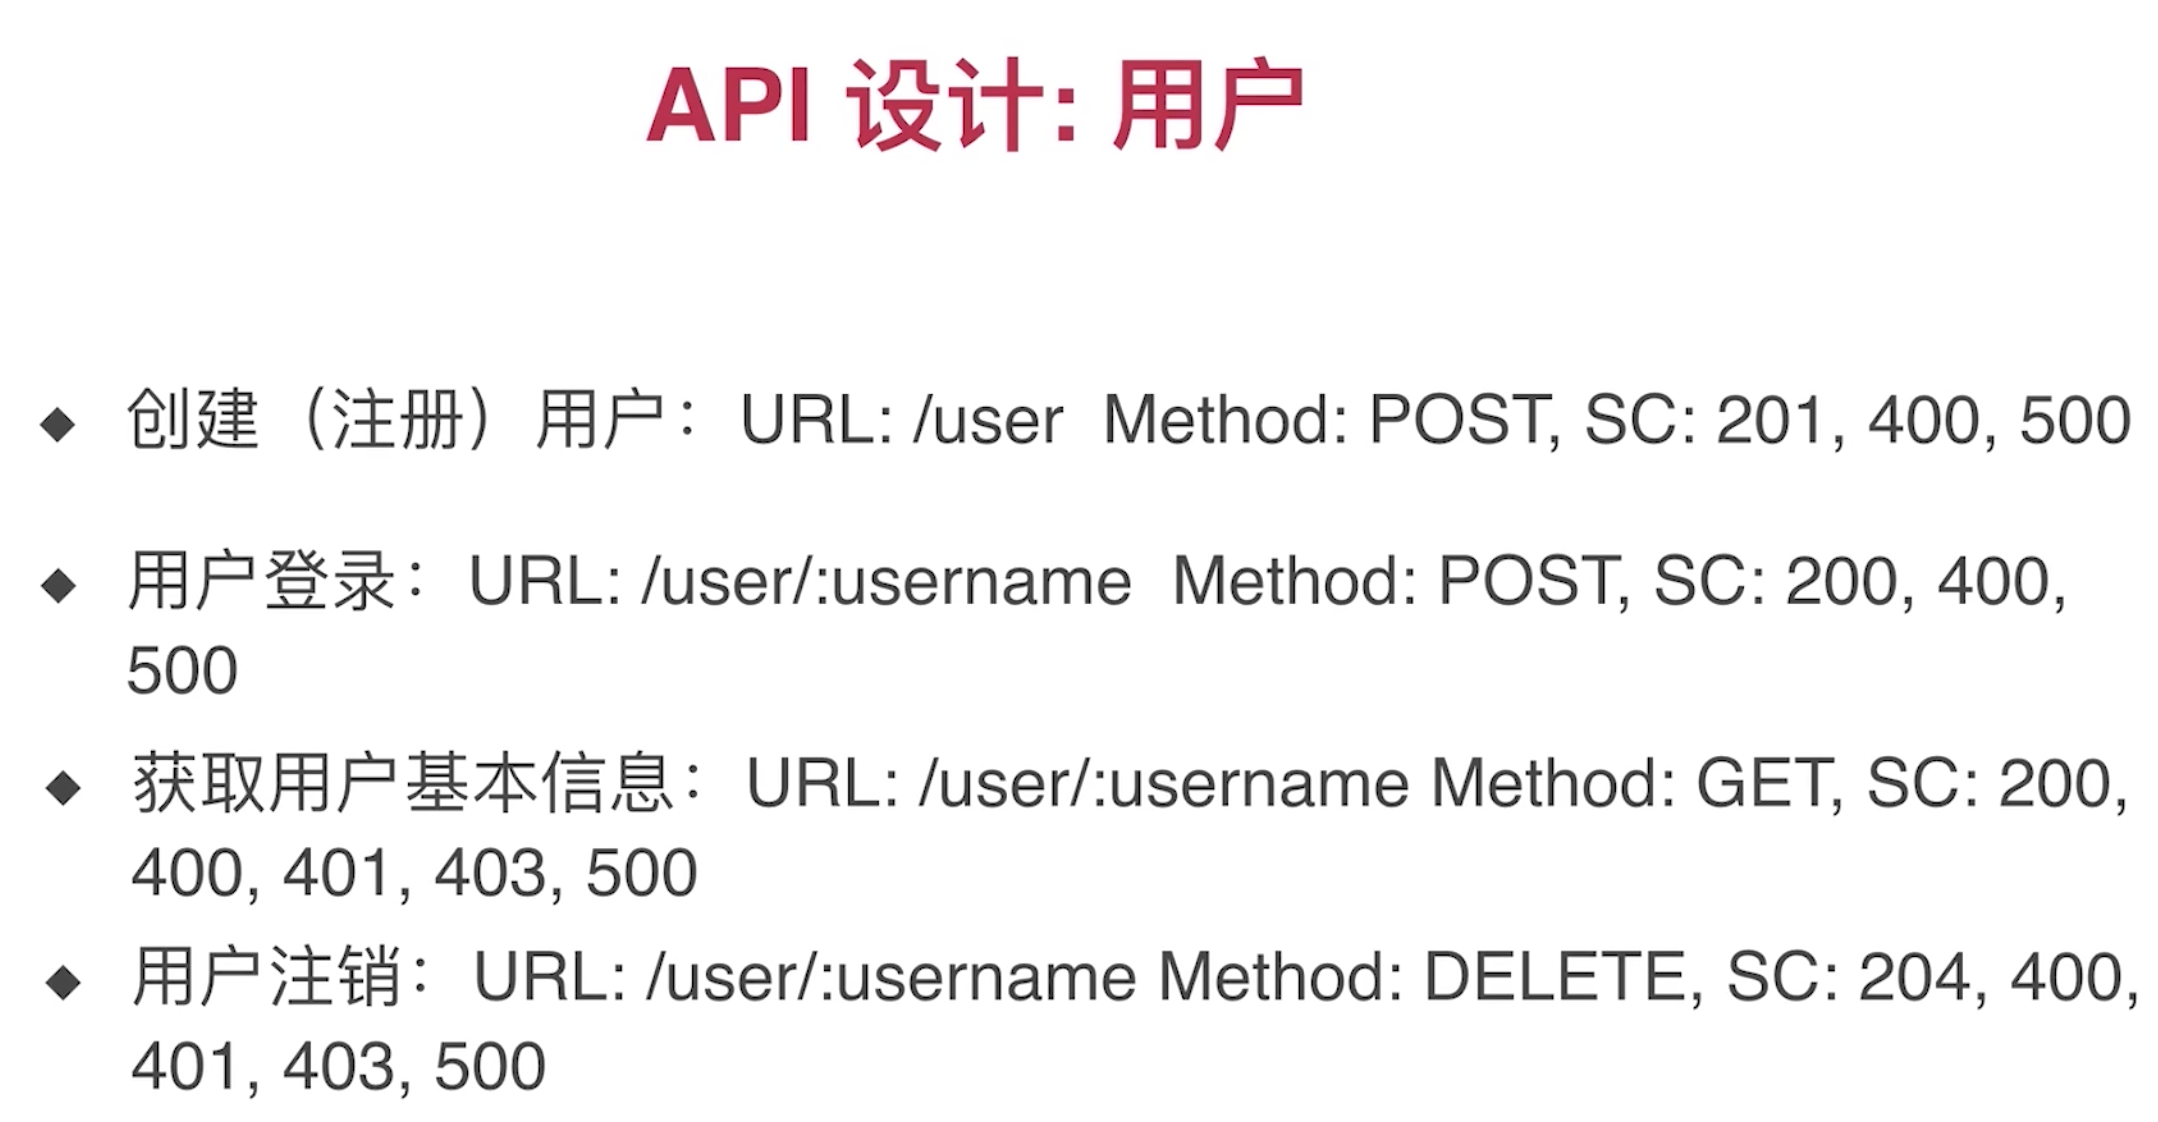 API 设计: 用户
◆ 创建（注册）用户：URL: /user Method: POST, SC: 201, 400, 500
◆ 用户登录：URL: /user/:username Method: POST, SC: 200, 400,
500
◆ 获取用户基本信息：URL: /user/:username Method: GET, SC: 200,
400, 401, 403, 500
◆ 用户注销：URL: /user/:username Method: DELETE, SC: 204, 400,
401, 403, 500